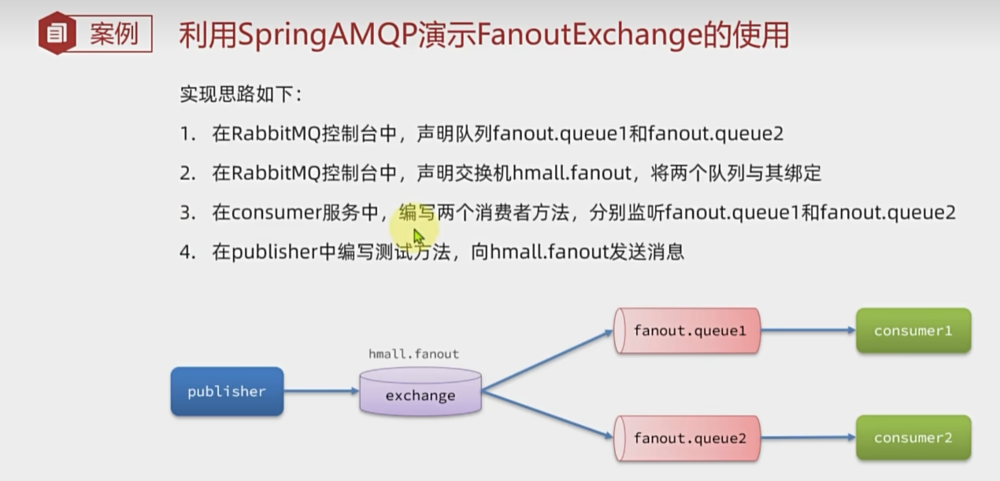 案例
利用SpringAMQP演示FanoutExchange的使用
实现思路如下：
1. 在RabbitMQ控制台中，声明队列fanout.queue1和fanout.queue2
2. 在RabbitMQ控制台中，声明交换机hmall.fanout，将两个队列与其绑定
3. 在consumer服务中，编写两个消费者方法，分别监听fanout.queue1和fanout.queue2
4. 在publisher中编写测试方法，向hmall.fanout发送消息
publisher
hmall.fanout
exchange
fanout.queue1
consumer1
fanout.queue2
consumer2